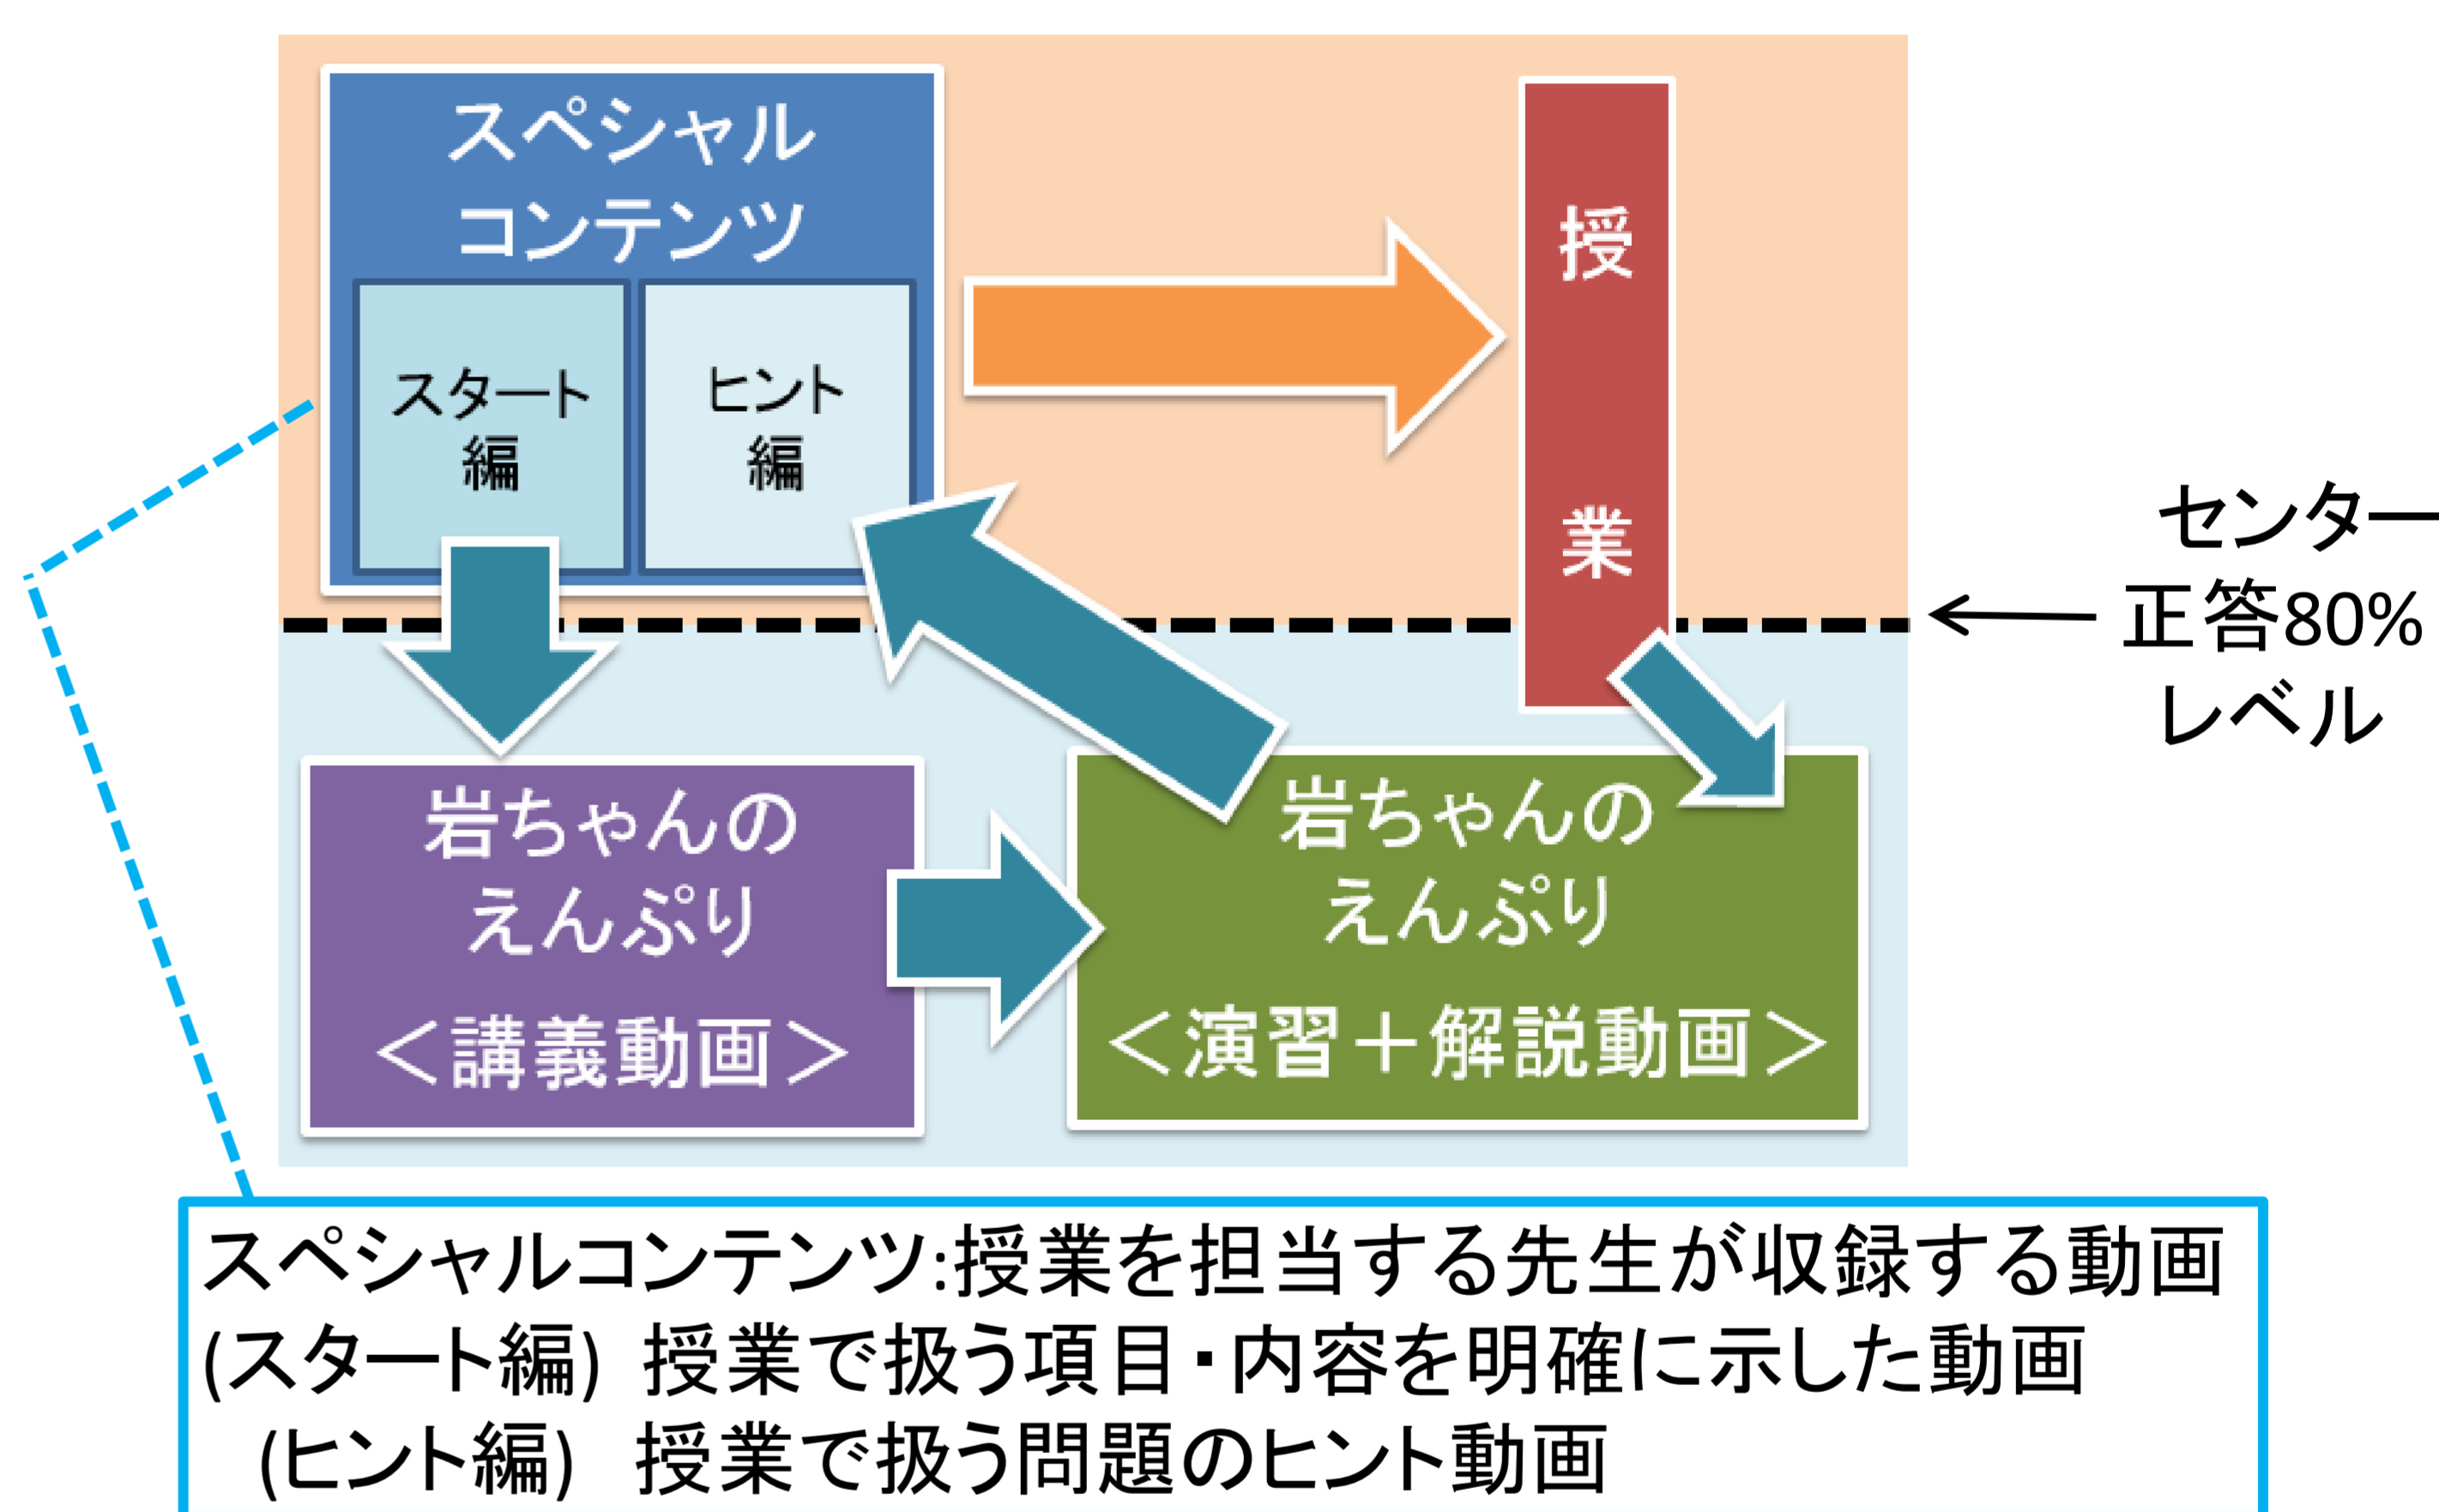 スペシャル
コンテンツ
スタート
編
ヒント
編
授
業
センター
正答80%
レベル
岩ちゃんの
えんぷり
＜講義動画＞
岩ちゃんの
えんぷり
＜演習＋解説動画＞
スペシャルコンテンツ:授業を担当する先生が収録する動画
(スタート編) 授業で扱う項目・内容を明確に示した動画
(ヒント編) 授業で扱う問題のヒント動画